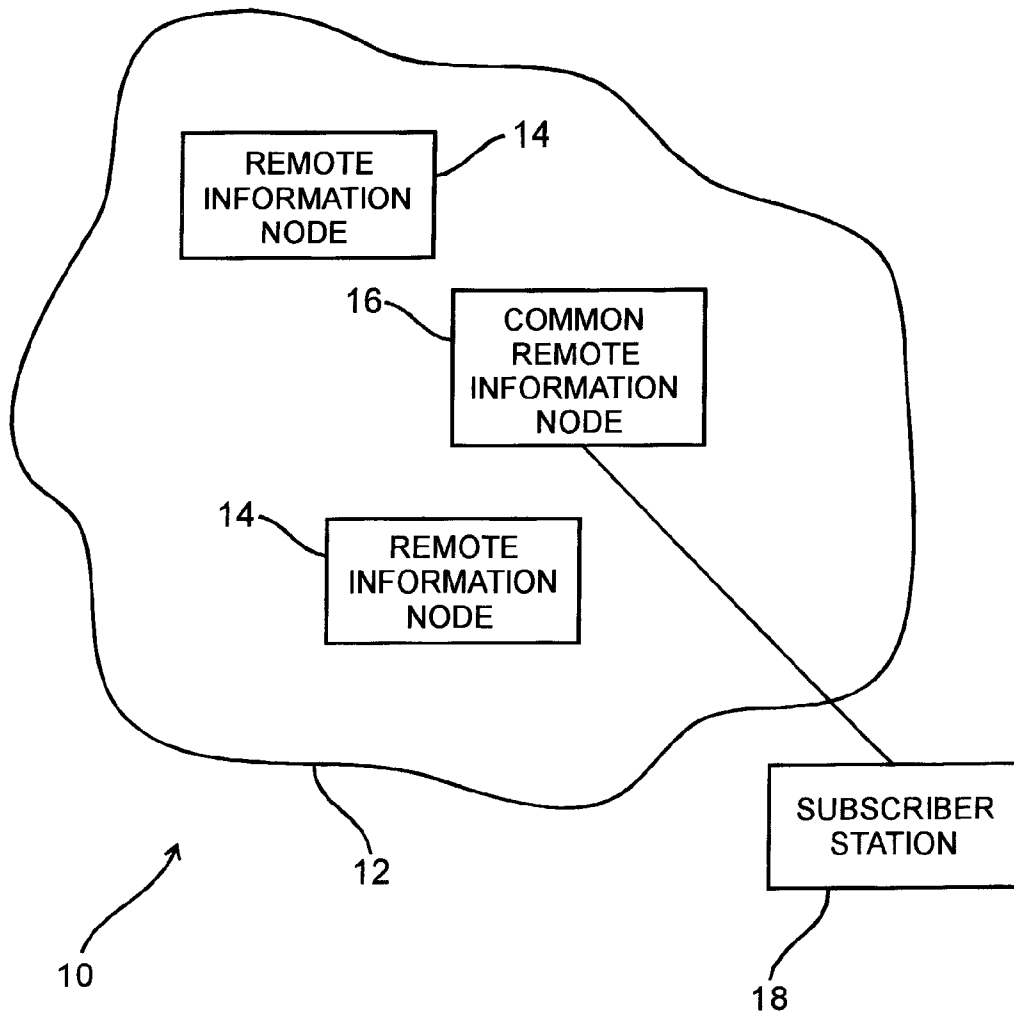 14
REMOTE
INFORMATION
NODE
16
COMMON
REMOTE
INFORMATION
NODE
14
REMOTE
INFORMATION
NODE
SUBSCRIBER
STATION
12
10
18